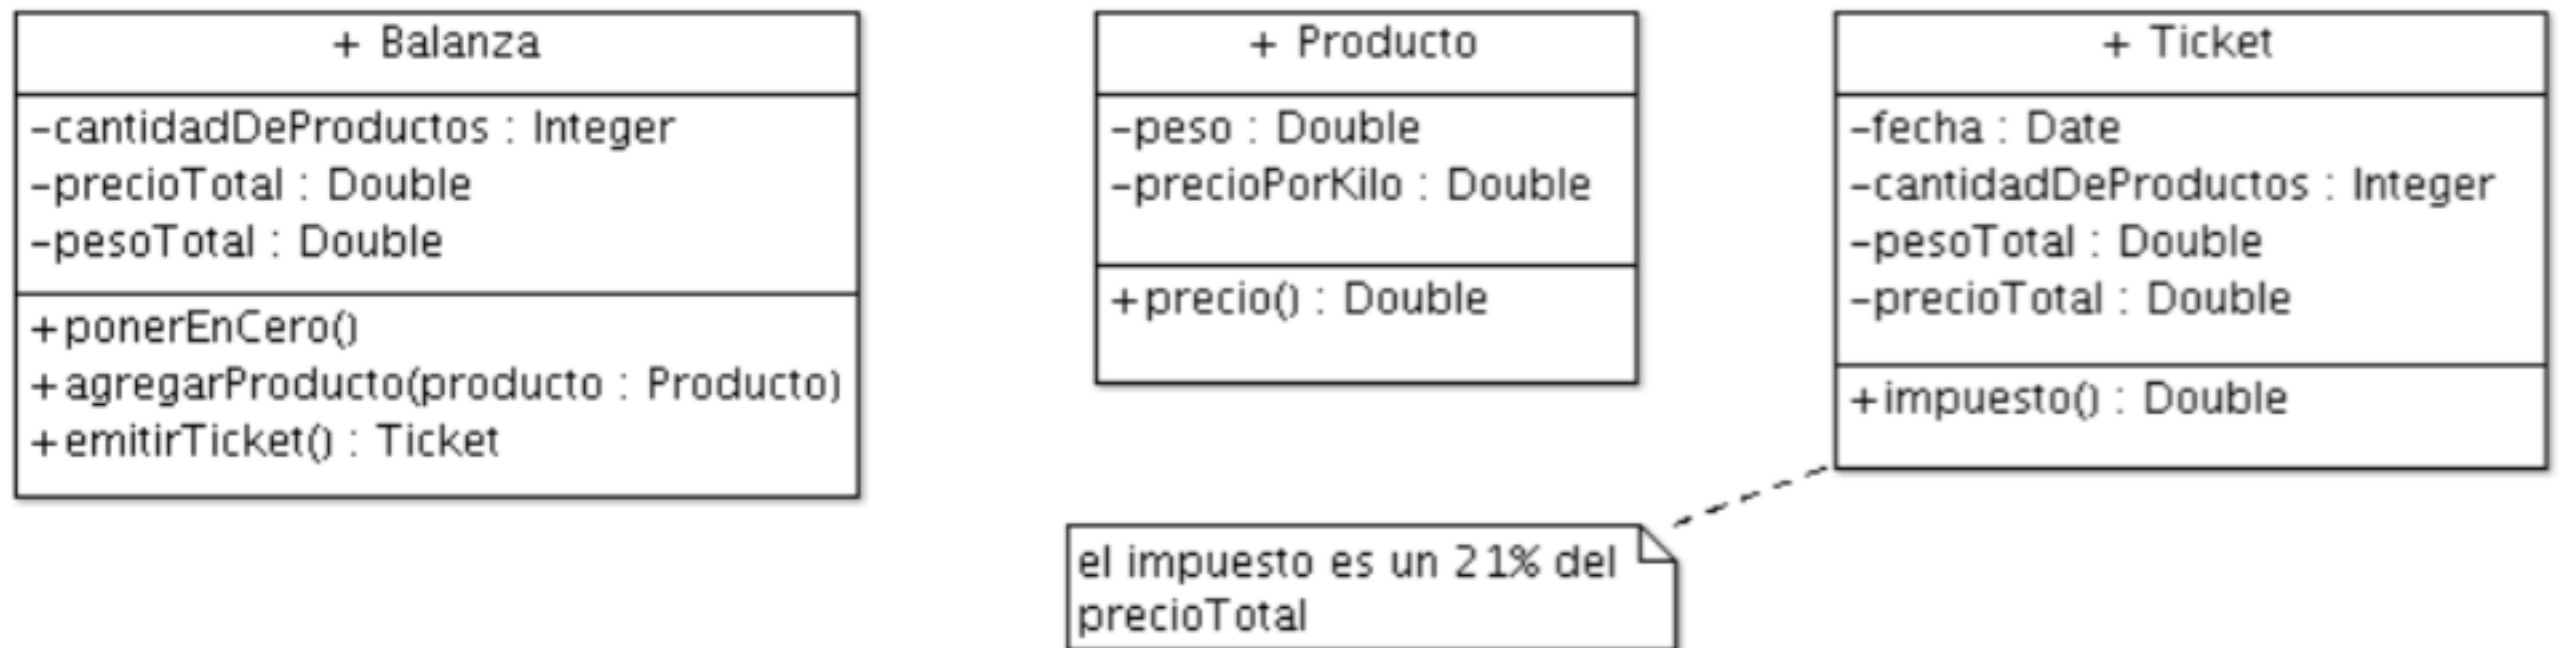 + Balanza
-cantidadDeProductos : Integer
-precioTotal : Double
-pesoTotal : Double
+ponerEnCero()
+agregarProducto(producto : Producto)
+emitirTicket() : Ticket
+ Producto
-peso : Double
-precioPorKilo : Double
+precio() : Double
+ Ticket
-fecha : Date
-cantidadDeProductos : Integer
-pesoTotal : Double
-precioTotal : Double
+impuesto() : Double
el impuesto es un 21% del
precioTotal